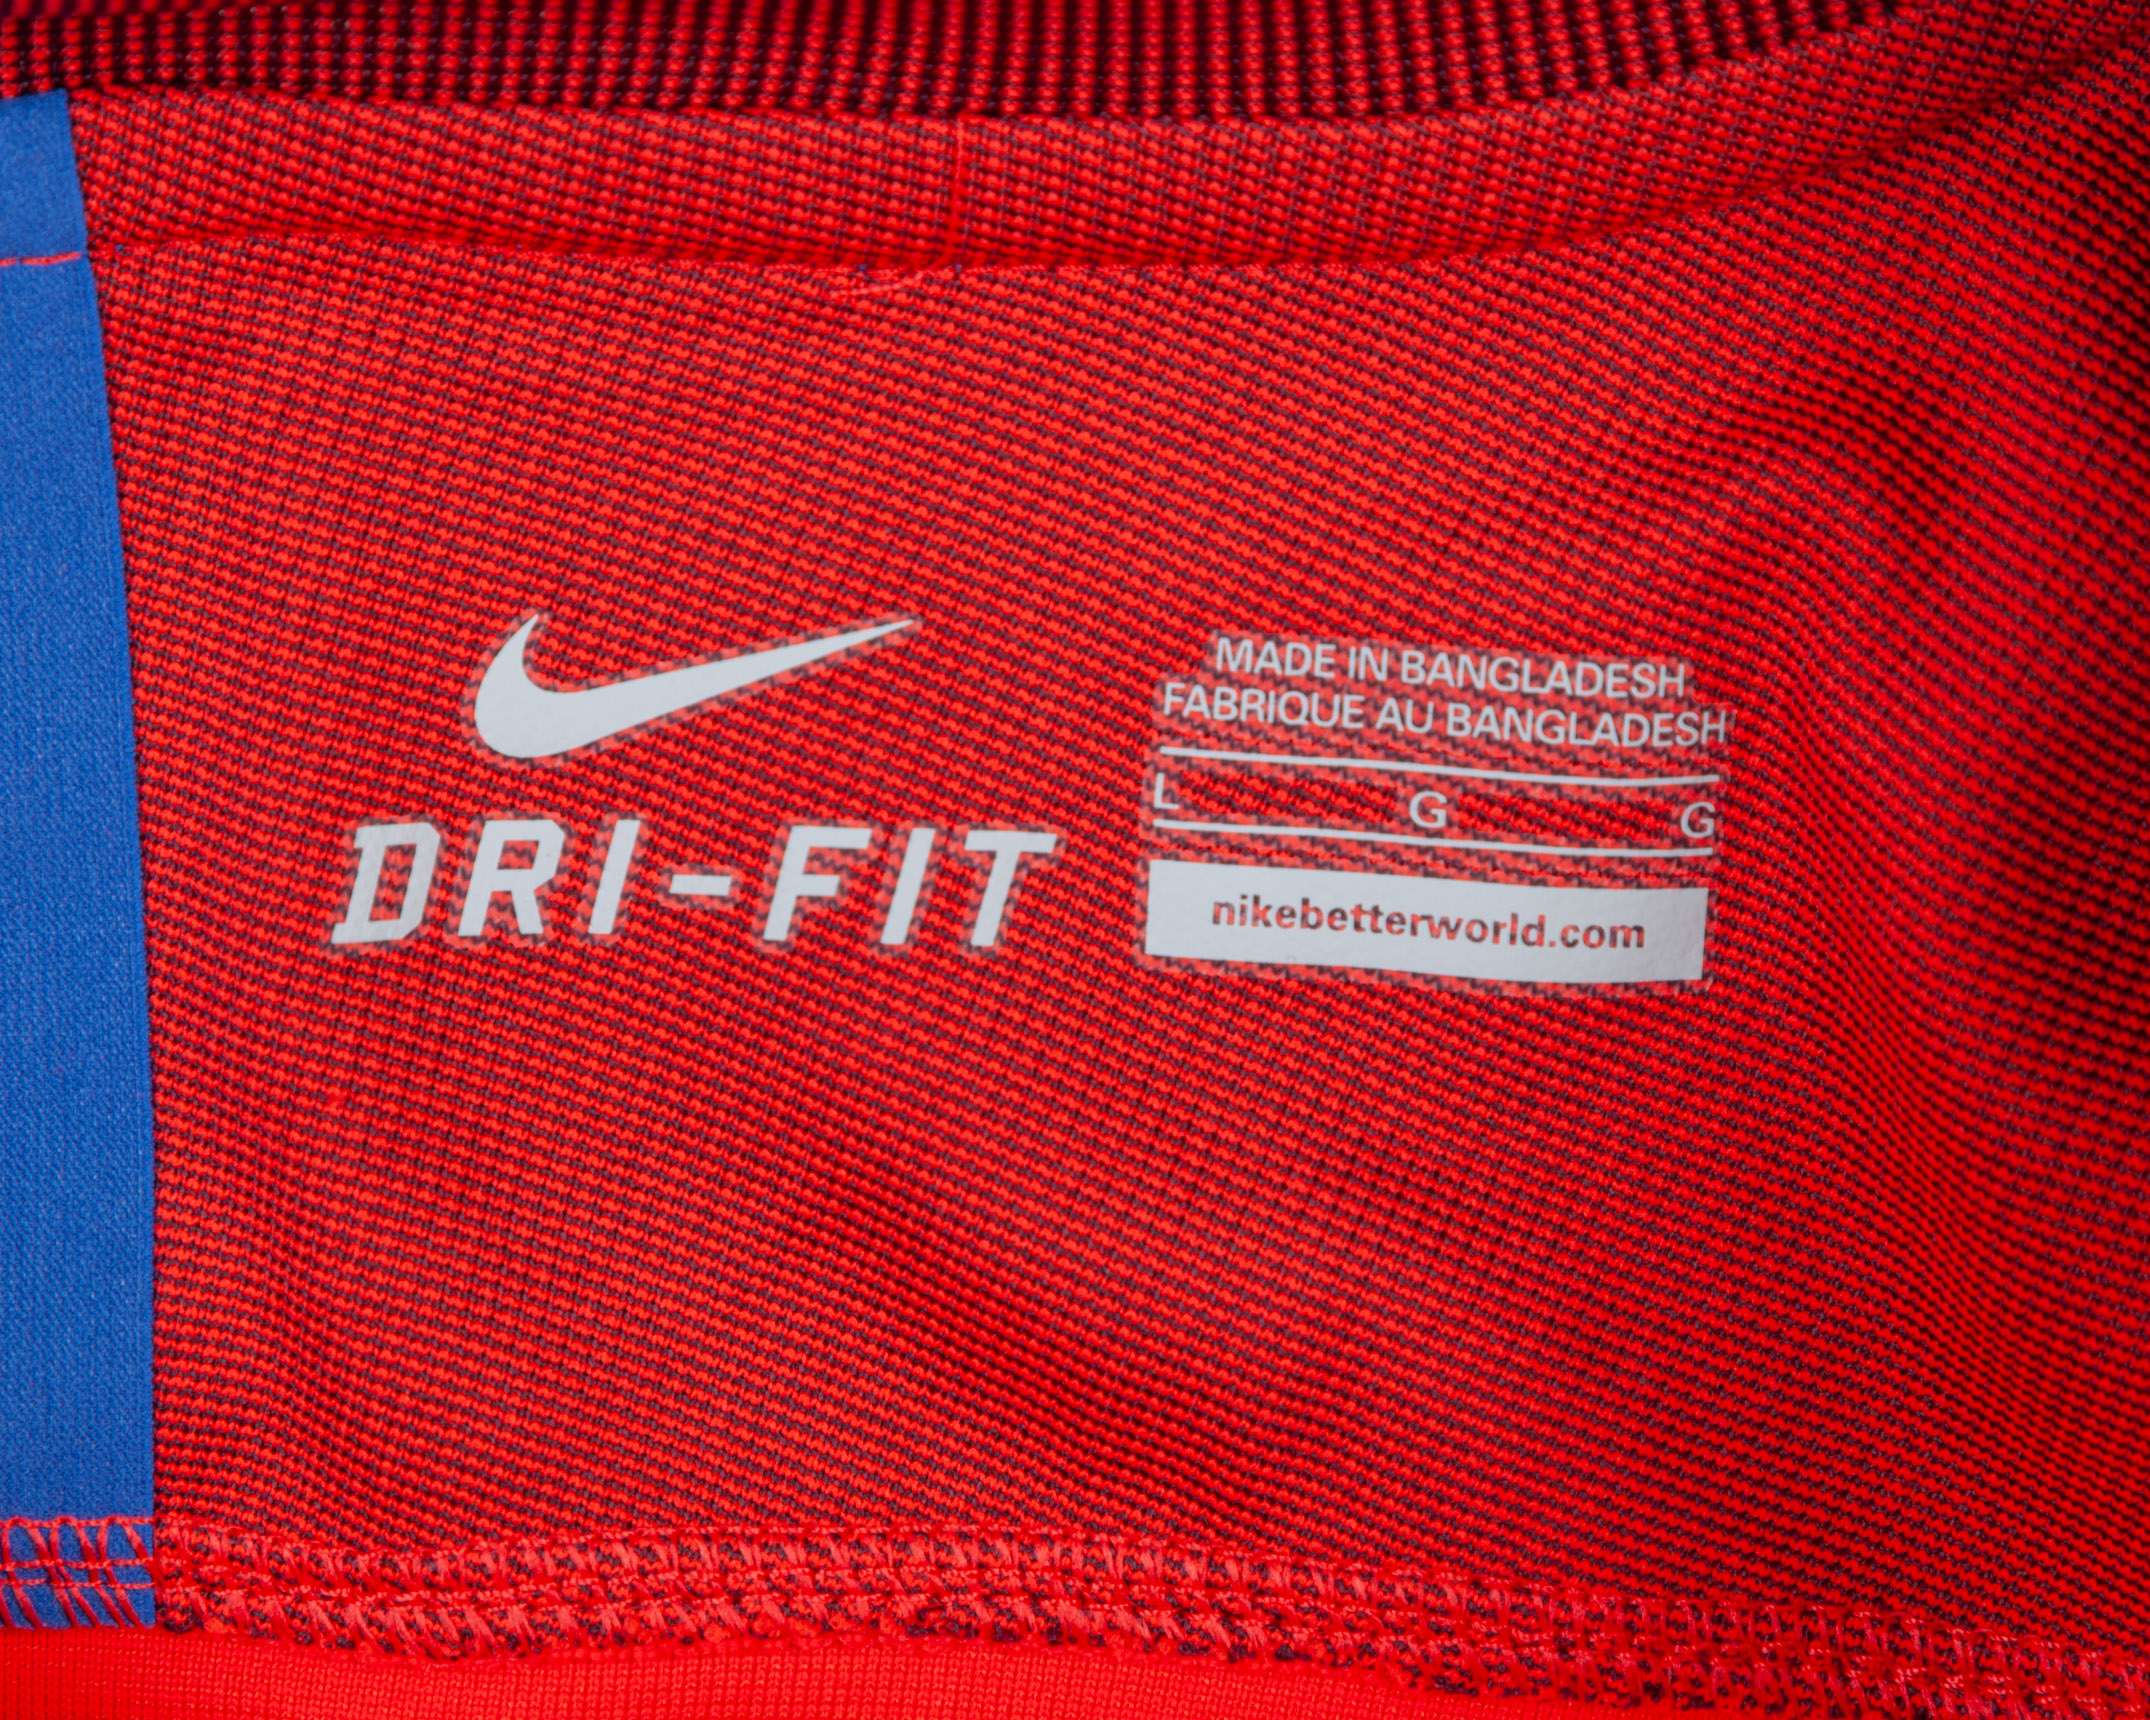 DRI-FIT
MADE IN BANGLADESH
FABRIQUE AU BANGLADESH
L G G
nikebetterworld.com